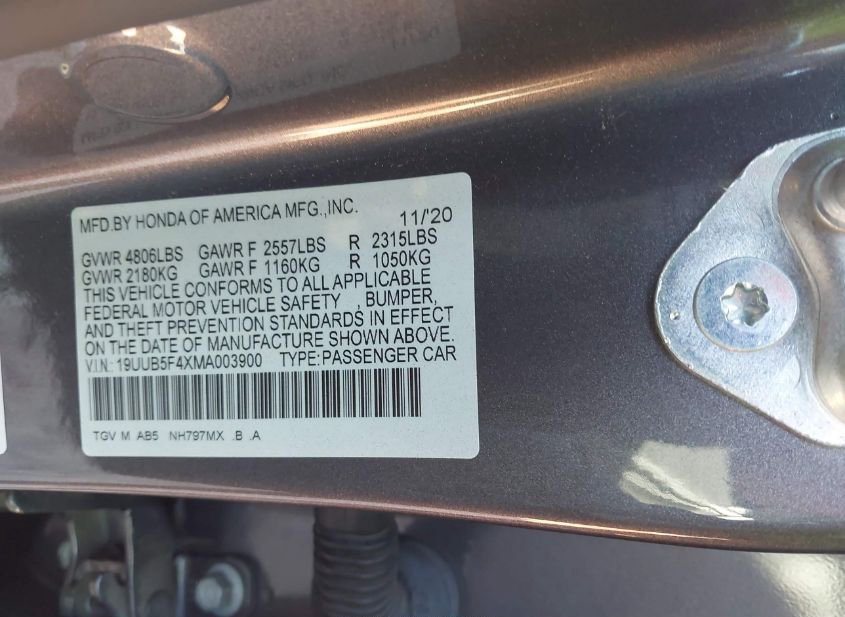 MFD.BY HONDA OF AMERICA MFG.,INC. 11/'20
GVWR 4806LBS GAWR F 2557LBS R 2315LBS
GVWR 2180KG GAWR F 1160KG R 1050KG
THIS VEHICLE CONFORMS TO ALL APPLICABLE
FEDERAL MOTOR VEHICLE SAFETY , BUMPER,
AND THEFT PREVENTION STANDARDS IN EFFECT
ON THE DATE OF MANUFACTURE SHOWN ABOVE.
V.I.N.: 19UUB5F4XMA003900 TYPE:PASSENGER CAR
TGV M AB5 NH797MX .B .A